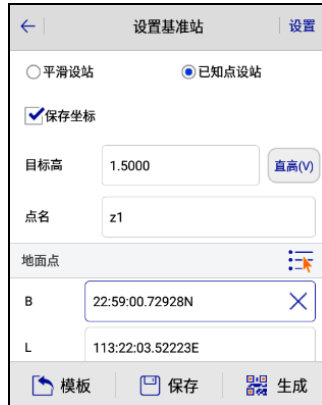 设置基准站 设置
平滑设站 已知点设站
保存坐标
目标高 1.5000 直高(V)
点名 z1
地面点
B 22:59:00.72928N
L 113:22:03.52223E
模板 保存 生成